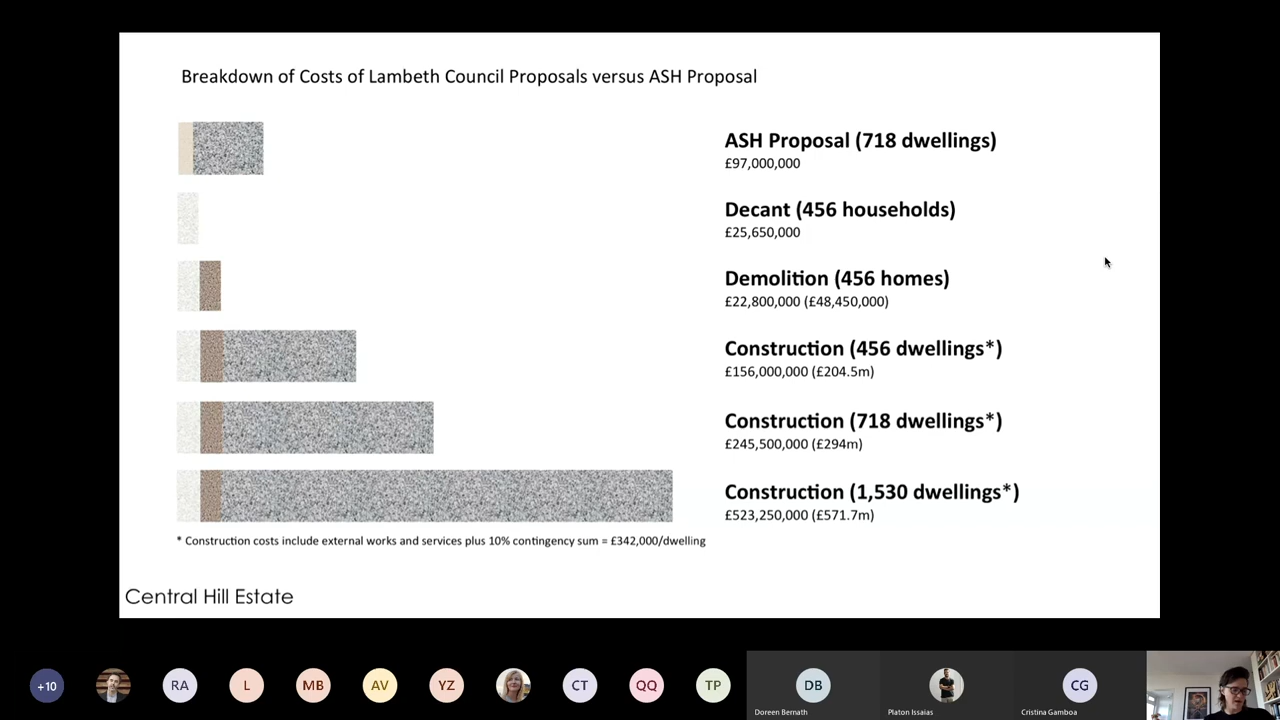 Breakdown of Costs of Lambeth Council Proposals versus ASH Proposal
ASH Proposal (718 dwellings)
£97,000,000
Decant (456 households)
£25,650,000
Demolition (456 homes)
£22,800,000 (£48,450,000)
Construction (456 dwellings*)
£156,000,000 (£204.5m)
Construction (718 dwellings*)
£245,500,000 (£294m)
Construction (1,530 dwellings*)
£523,250,000 (£571.7m)
* Construction costs include external works and services plus 10% contingency sum = £342,000/dwelling
Central Hill Estate
+10
RA
L
MB
AV
YZ
CT
QQ
TP
DB
CG
Doreen Bernath
Platon Issaias
Cristina Gamboa